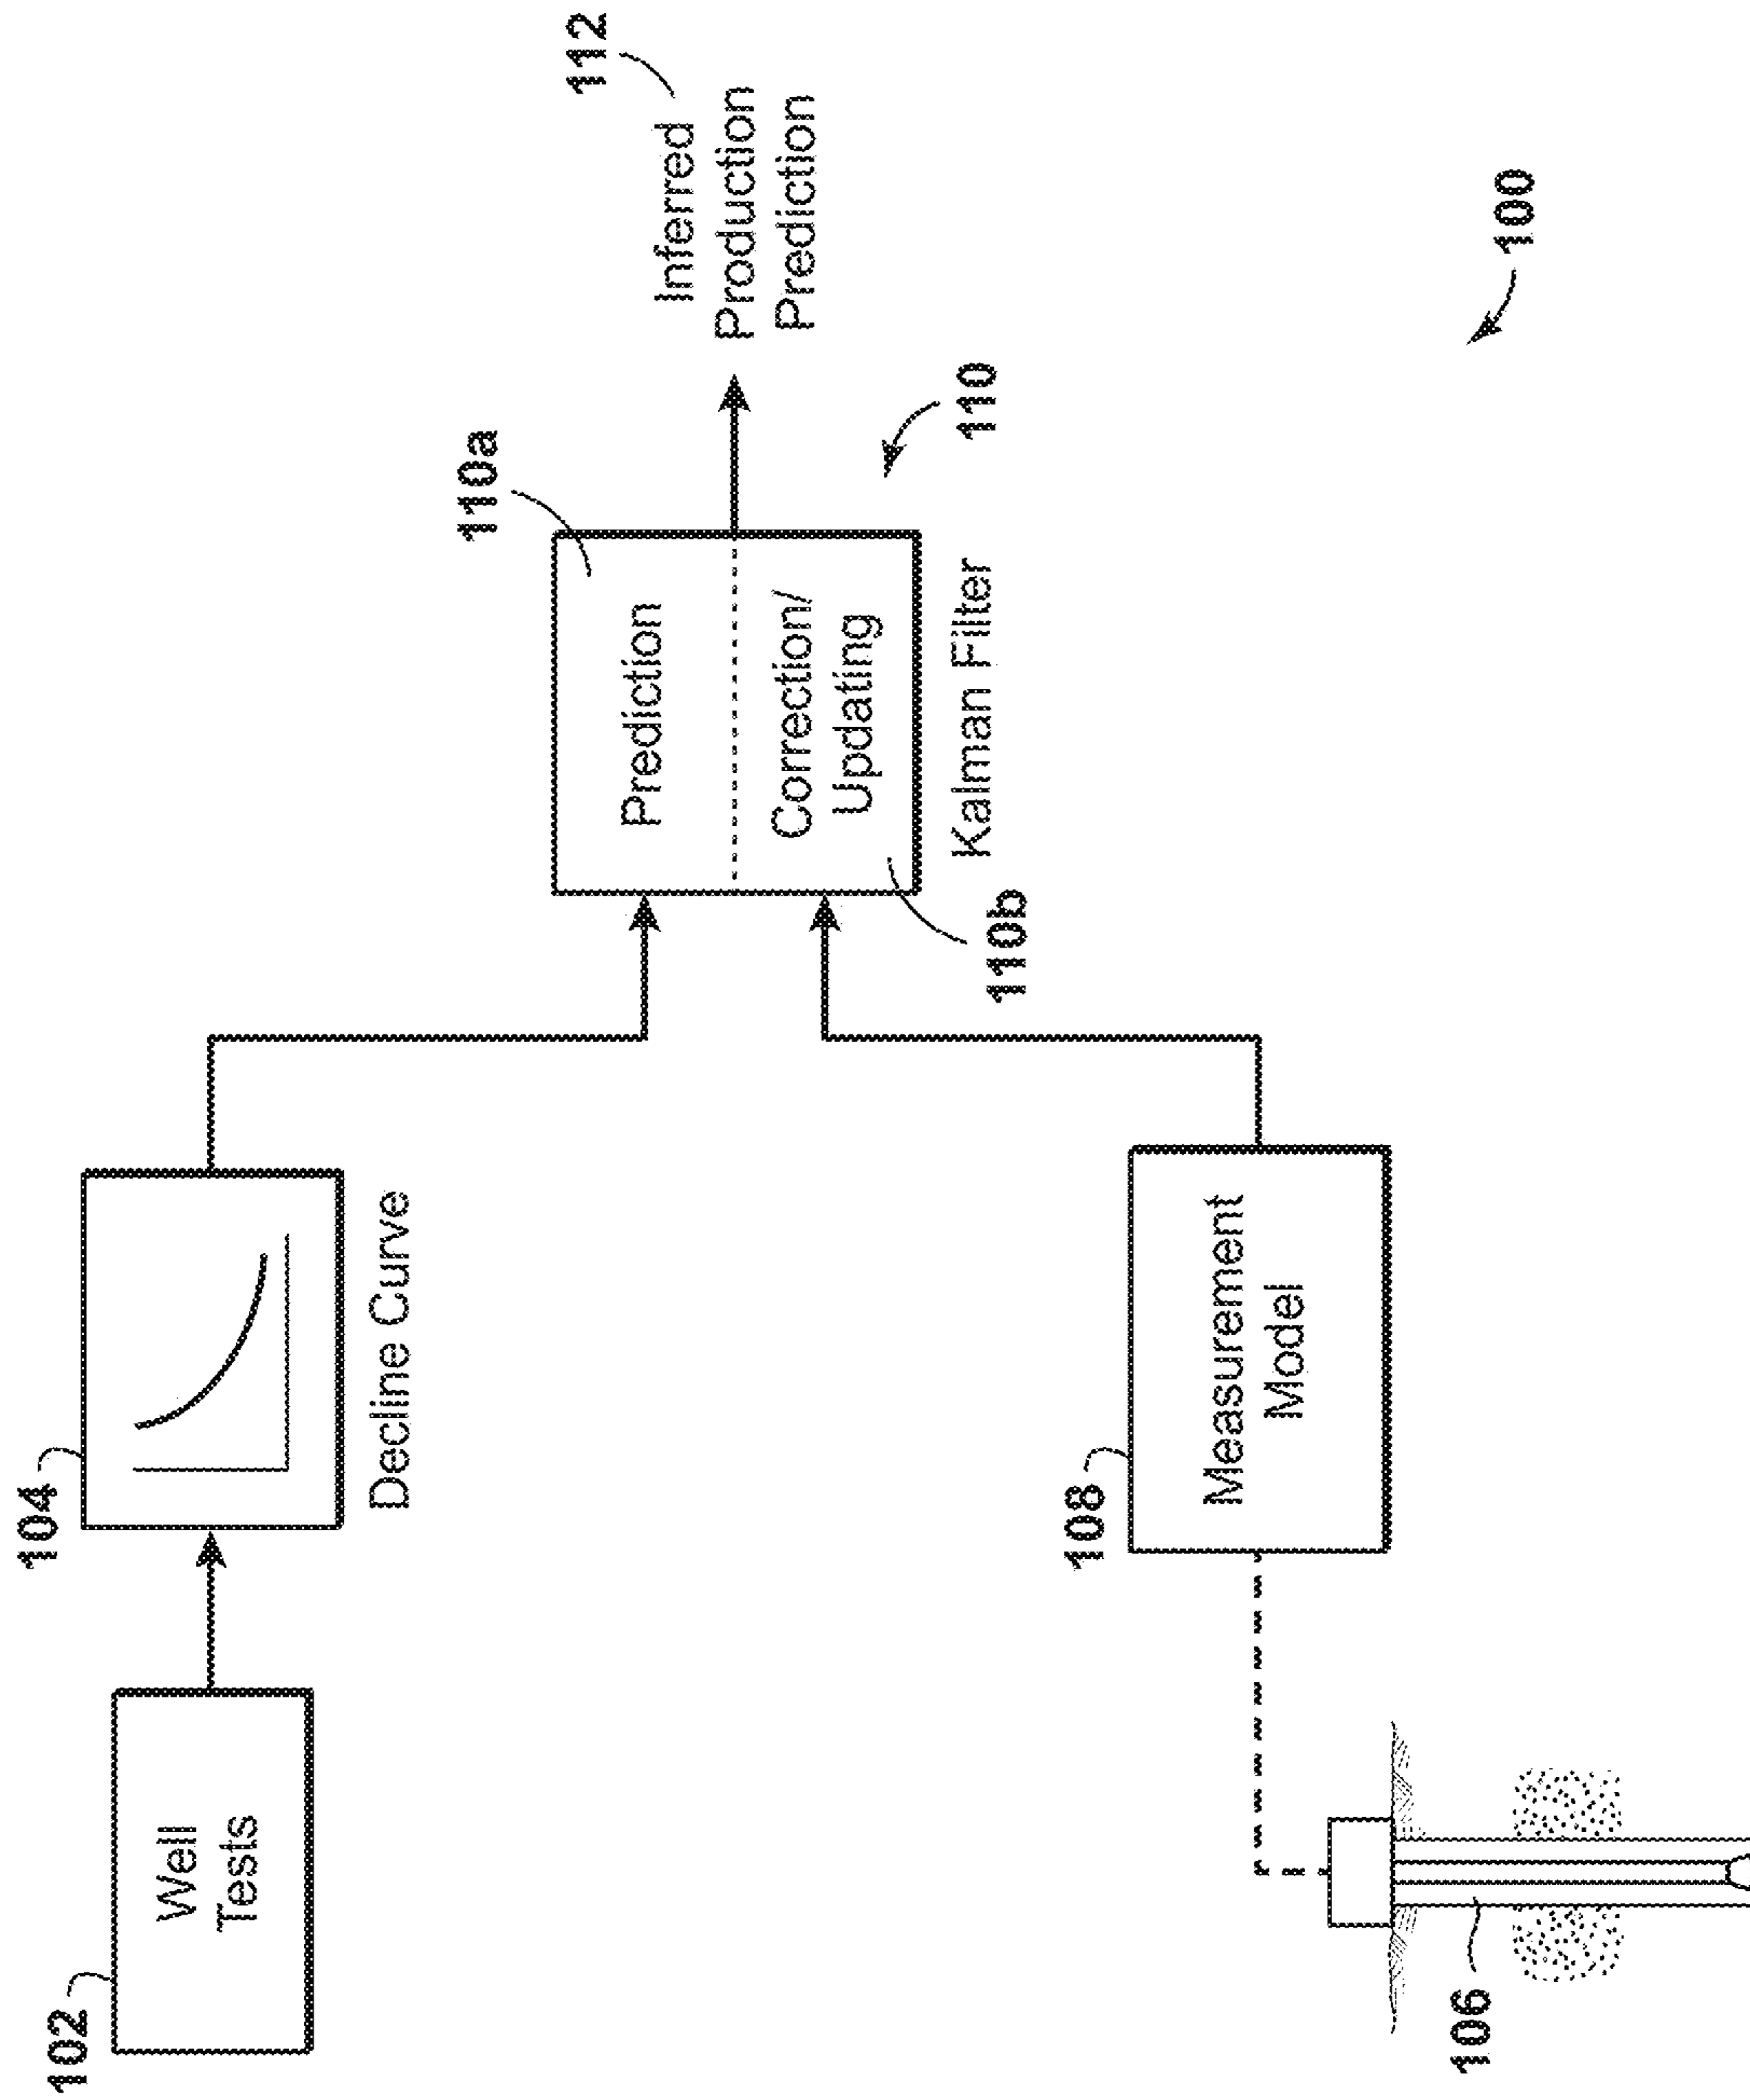 102
Well
Tests
104
Decline Curve
110a
Prediction
Correction/
Updating
110b
Kalman Filter
110
112
Inferred
Production
Prediction
108
Measurement
Model
106
100